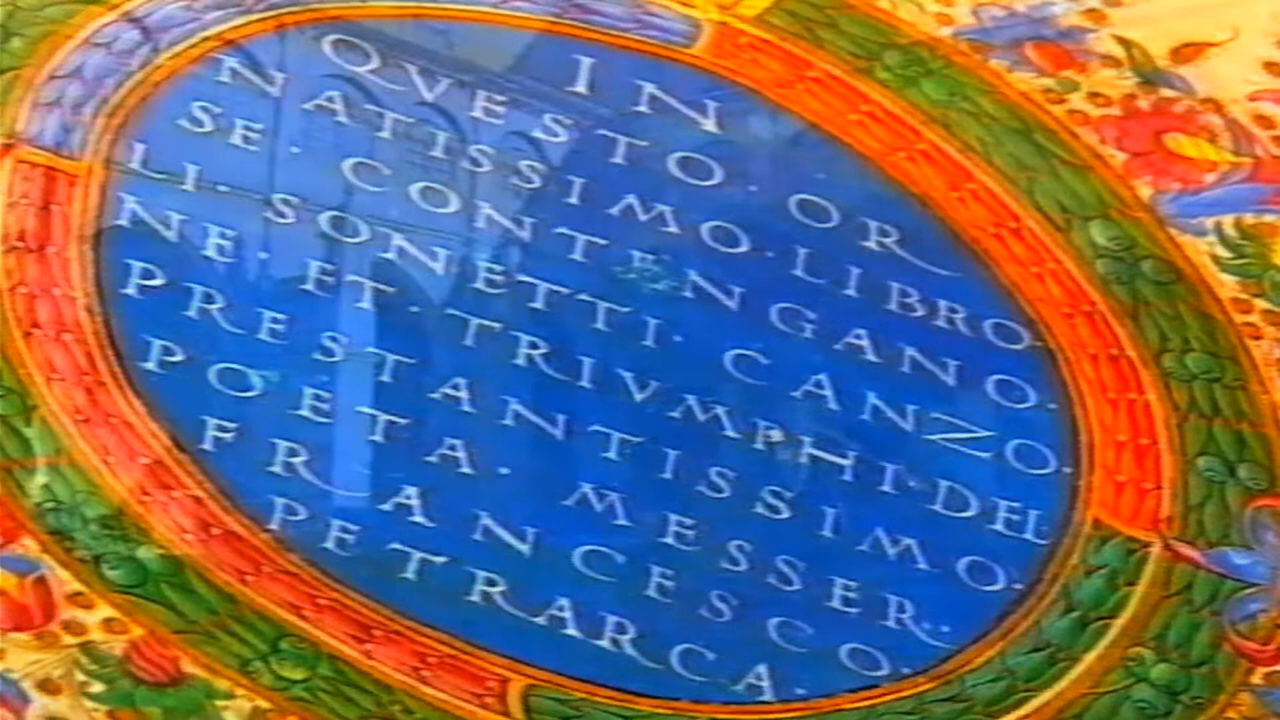 IN
QVESTO · OR
NATISSIMO · LIBRO ·
SE · CONTENGANO ·
LI · SONETTI · CANZO ·
NE · ET · TRIVMPHI · DEL
PRESTANTISSIMO ·
POETA · MESSER ·
FRANCESCO ·
PETRARCA ·